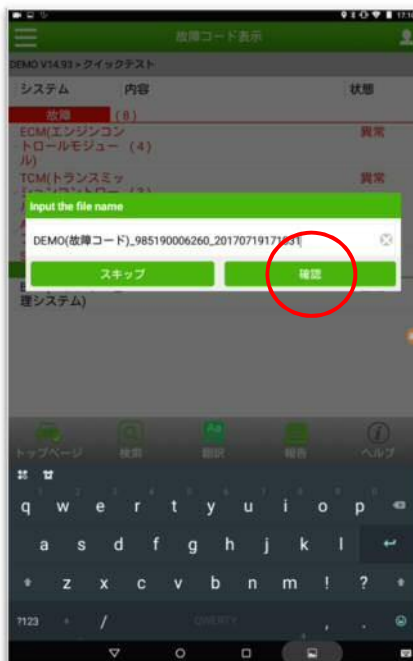 17:1
故障コード表示
DEMO V14.93 > クイックテスト
システム 内容 状態
故障 (8)
ECM(エンジンコン
トロールモジュー (4)
ル)
異常
TCM(トランスミッ
異常
Input the file name
DEMO(故障コード)_985190006260_20170719171631
スキップ 確認
理システム)
トップページ 検索 翻訳 報告 ヘルプ
q w e r t y u i o p
a s d f g h j k l
z x c v b n m ! ?
?123 / QWERTY , .